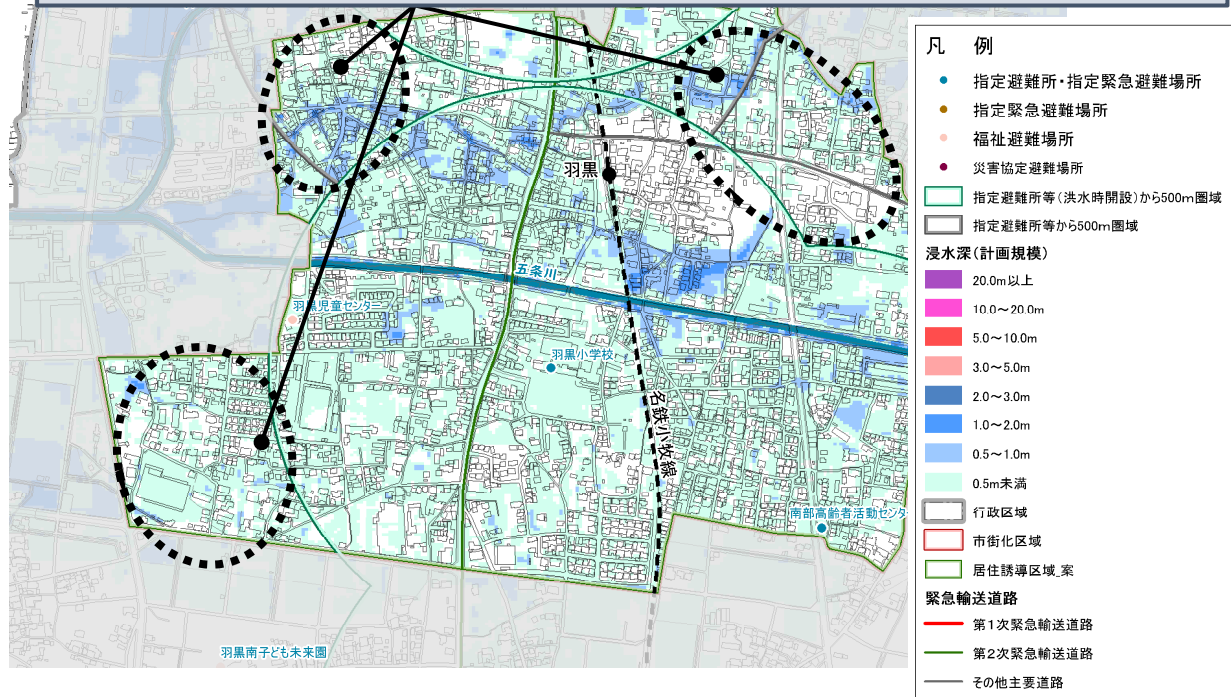 羽黒
五条川
羽黒児童センター
羽黒小学校
名鉄小牧線
南部高齢者活動センタ
羽黒南子ども未来園
凡 例
指定避難所・指定緊急避難場所
指定緊急避難場所
福祉避難場所
災害協定避難場所
指定避難所等(洪水時開設)から500m圏域
指定避難所等から500m圏域
浸水深(計画規模)
20.0m以上
10.0～20.0m
5.0～10.0m
3.0～5.0m
2.0～3.0m
1.0～2.0m
0.5～1.0m
0.5m未満
行政区域
市街化区域
居住誘導区域_案
緊急輸送道路
第1次緊急輸送道路
第2次緊急輸送道路
その他主要道路